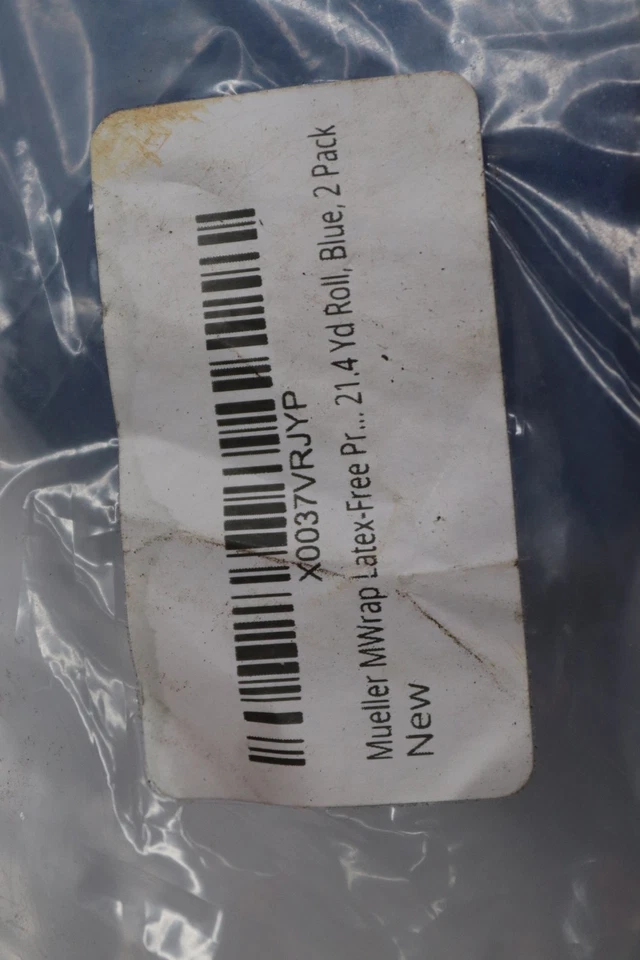 X0037VRJYP
Mueller MWrap Latex-Free Pr... 21.4 Yd Roll, Blue, 2 Pack
New